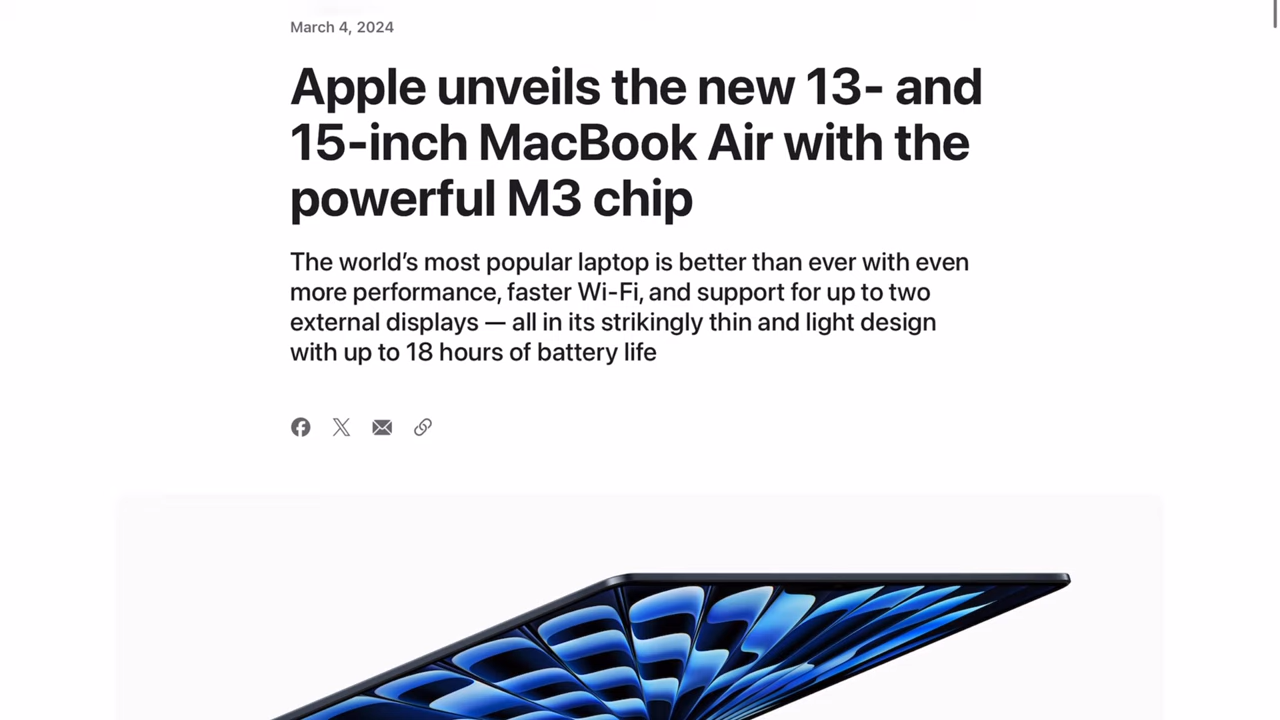 March 4, 2024
Apple unveils the new 13- and
15-inch MacBook Air with the
powerful M3 chip
The world’s most popular laptop is better than ever with even
more performance, faster Wi-Fi, and support for up to two
external displays — all in its strikingly thin and light design
with up to 18 hours of battery life